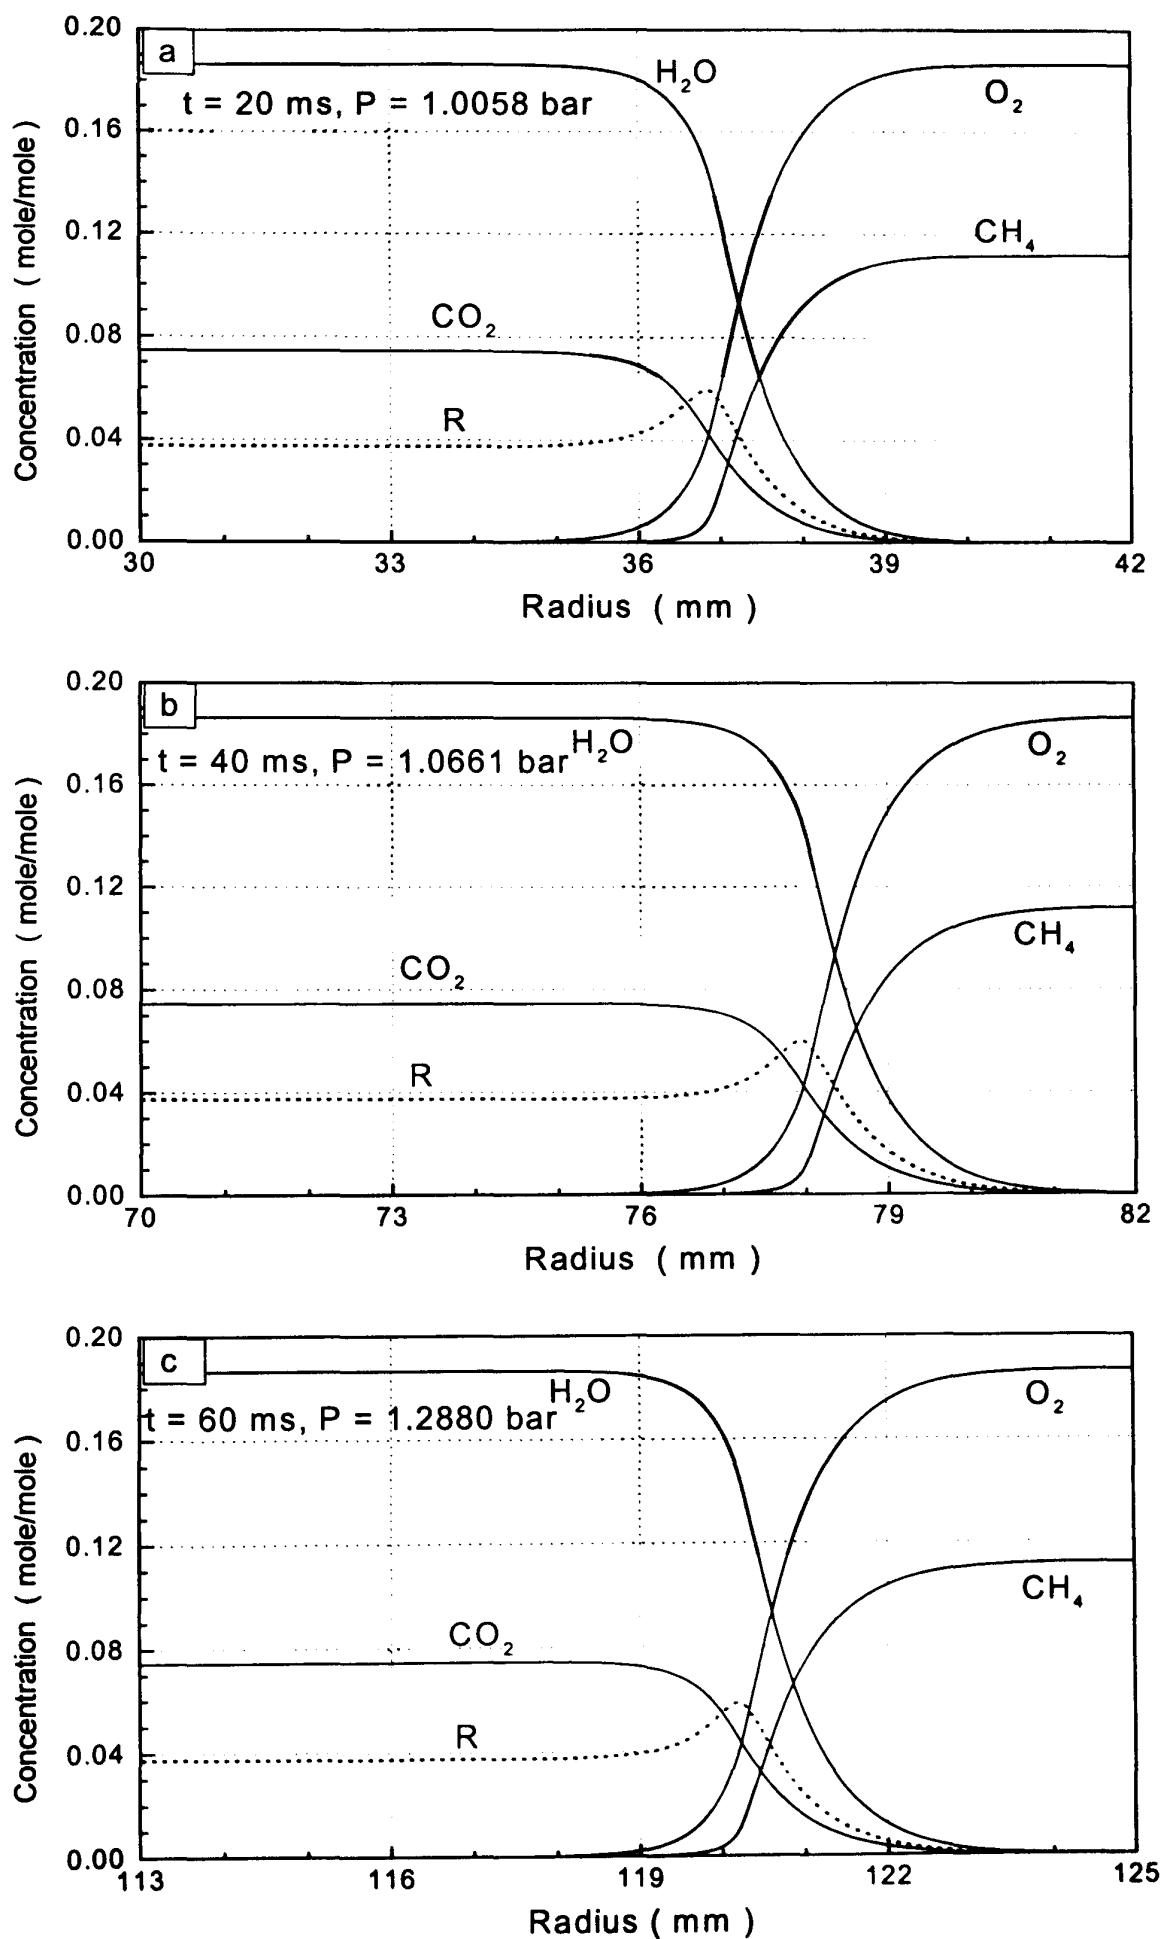 0.20
a
H₂O
O₂
t = 20 ms, P = 1.0058 bar
0.16
0.12
CH₄
CO₂
0.08
R
0.04
0.00
30 33 36 39 42
Concentration ( mole/mole)
Radius ( mm )
0.20
b
H₂O
O₂
t = 40 ms, P = 1.0661 bar
0.16
0.12
CH₄
CO₂
0.08
R
0.04
0.00
70 73 76 79 82
Concentration ( mole/mole)
Radius ( mm )
0.20
c
H₂O
O₂
t = 60 ms, P = 1.2880 bar
0.16
0.12
CH₄
CO₂
0.08
R
0.04
0.00
113 116 119 122 125
Concentration ( mole/mole)
Radius ( mm )